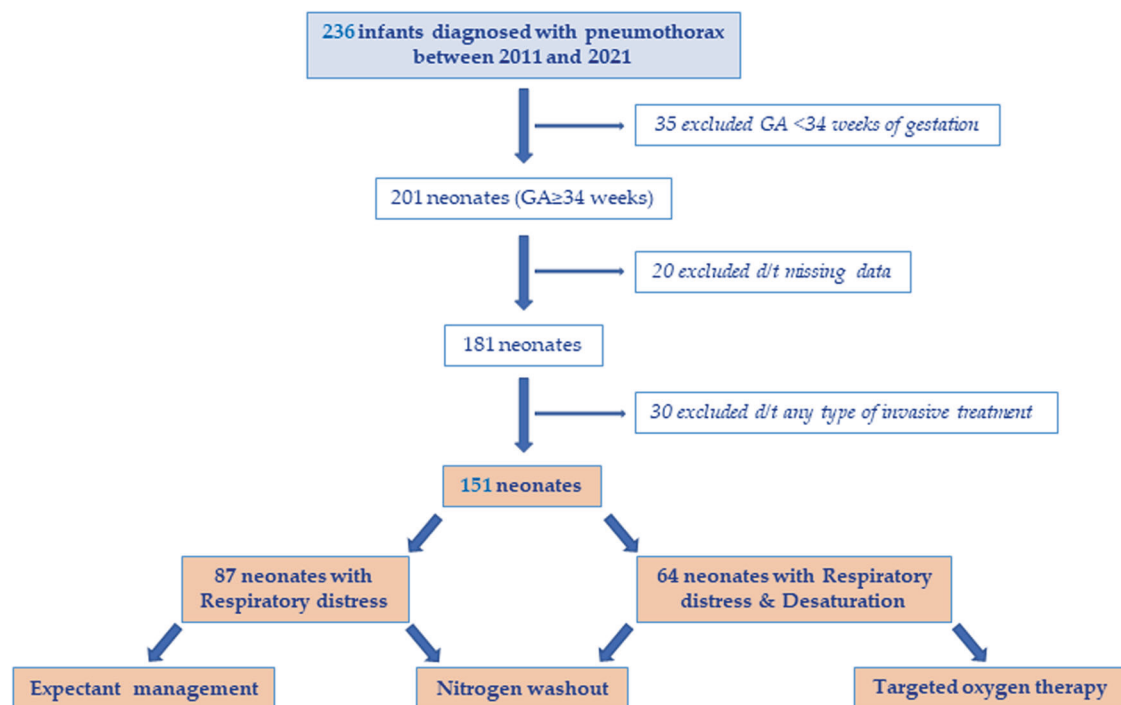 236 infants diagnosed with pneumothorax
between 2011 and 2021
35 excluded GA <34 weeks of gestation
201 neonates (GA≥34 weeks)
20 excluded d/t missing data
181 neonates
30 excluded d/t any type of invasive treatment
151 neonates
87 neonates with
Respiratory distress
64 neonates with Respiratory
distress & Desaturation
Expectant management
Nitrogen washout
Targeted oxygen therapy